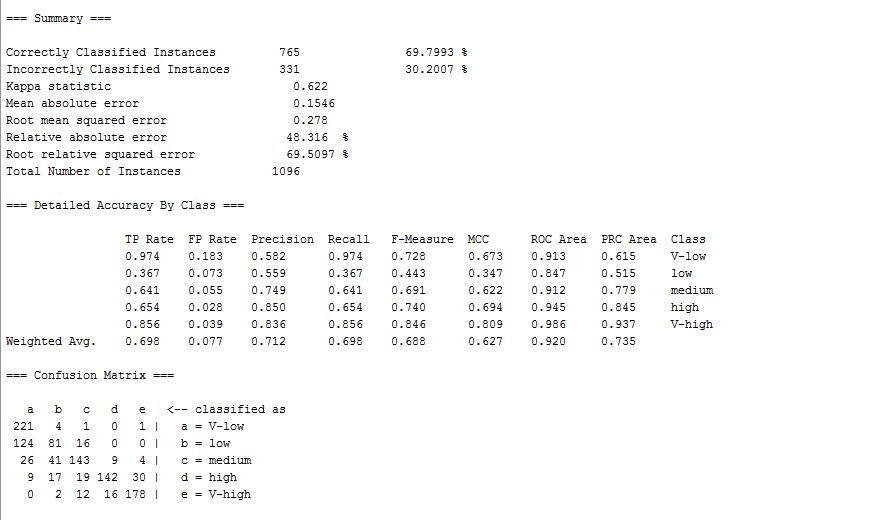 === Summary ===
Correctly Classified Instances 765 69.7993 %
Incorrectly Classified Instances 331 30.2007 %
Kappa statistic 0.622
Mean absolute error 0.1546
Root mean squared error 0.278
Relative absolute error 48.316 %
Root relative squared error 69.5097 %
Total Number of Instances 1096
=== Detailed Accuracy By Class ===
TP Rate FP Rate Precision Recall F-Measure MCC ROC Area PRC Area Class
0.974 0.183 0.582 0.974 0.728 0.673 0.913 0.615 V-low
0.367 0.073 0.559 0.367 0.443 0.347 0.847 0.515 low
0.641 0.055 0.749 0.641 0.691 0.622 0.912 0.779 medium
0.654 0.028 0.850 0.654 0.740 0.694 0.945 0.845 high
0.856 0.039 0.836 0.856 0.846 0.809 0.986 0.937 V-high
Weighted Avg. 0.698 0.077 0.712 0.698 0.688 0.627 0.920 0.735
=== Confusion Matrix ===
a b c d e <-- classified as
221 4 1 0 1 | a = V-low
124 81 16 0 0 | b = low
26 41 143 9 4 | c = medium
9 17 19 142 30 | d = high
0 2 12 16 178 | e = V-high